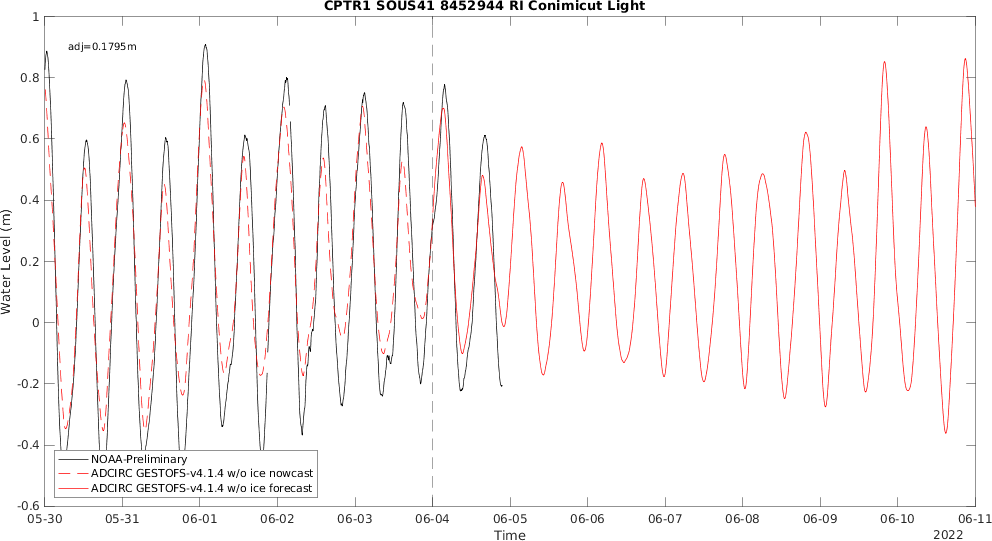 CPTR1 SOUS41 8452944 RI Conimicut Light
adj=0.1795m
1
0.8
0.6
0.4
0.2
0
-0.2
-0.4
-0.6
Water Level (m)
NOAA-Preliminary
ADCIRC GESTOFS-v4.1.4 w/o ice nowcast
ADCIRC GESTOFS-v4.1.4 w/o ice forecast
05-30 05-31 06-01 06-02 06-03 06-04 06-05 06-06 06-07 06-08 06-09 06-10 06-11
Time
2022